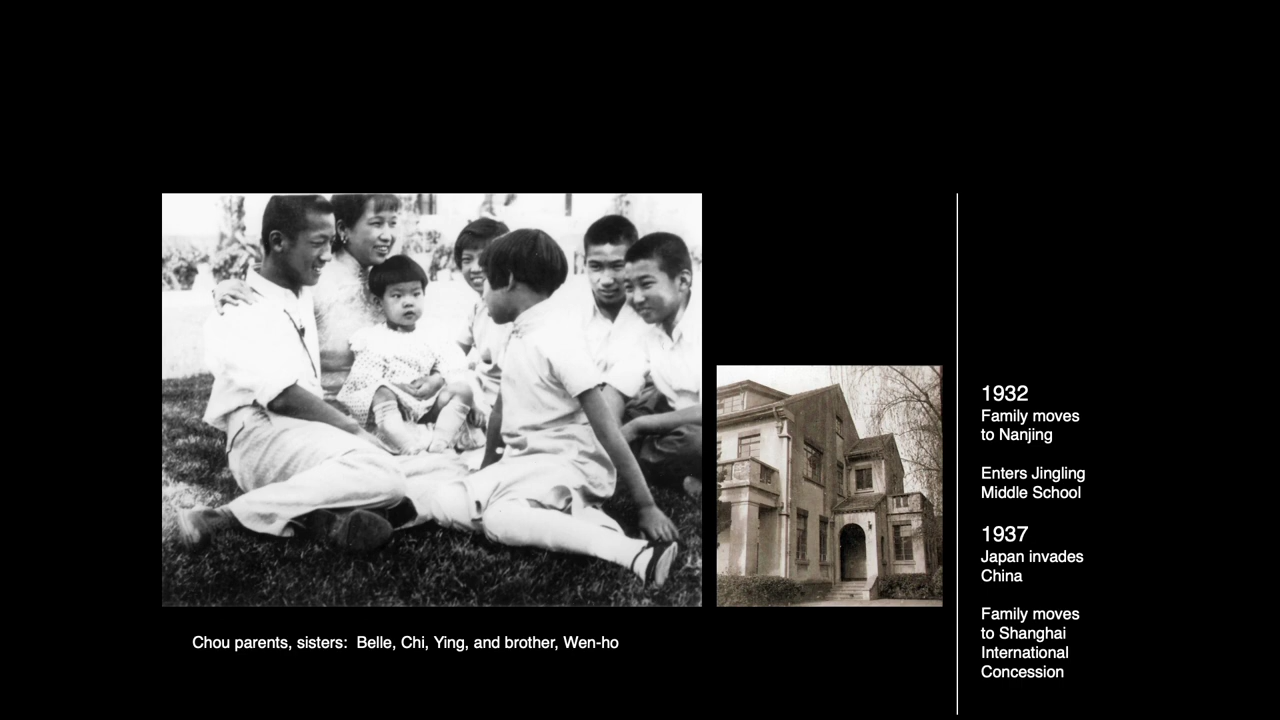 Chou parents, sisters:  Belle, Chi, Ying, and brother, Wen-ho
1932
Family moves
to Nanjing
Enters Jingling
Middle School
1937
Japan invades
China
Family moves
to Shanghai
International
Concession